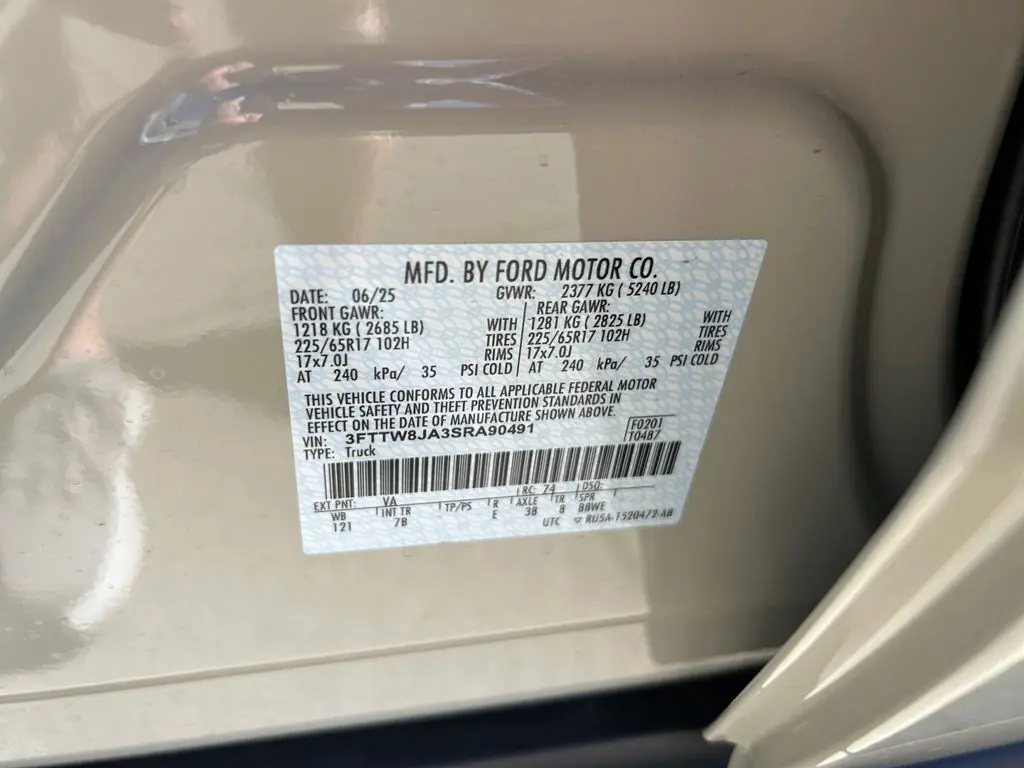 MFD. BY FORD MOTOR CO.
DATE: 06/25 GVWR: 2377 KG ( 5240 LB)
FRONT GAWR: REAR GAWR:
1218 KG ( 2685 LB) WITH 1281 KG ( 2825 LB) WITH
225/65R17 102H TIRES 225/65R17 102H TIRES
17x7.0J RIMS 17x7.0J RIMS
AT 240 kPa/ 35 PSI COLD AT 240 kPa/ 35 PSI COLD
THIS VEHICLE CONFORMS TO ALL APPLICABLE FEDERAL MOTOR
VEHICLE SAFETY AND THEFT PREVENTION STANDARDS IN
EFFECT ON THE DATE OF MANUFACTURE SHOWN ABOVE.
VIN: 3FTTW8JA3SRA90491 F0201
TYPE: Truck T0487
EXT PNT: VA RC: 74 DSO:
WB INT TR TP/PS R AXLE TR SPR
121 7B E 38 8 BBWE
UTC